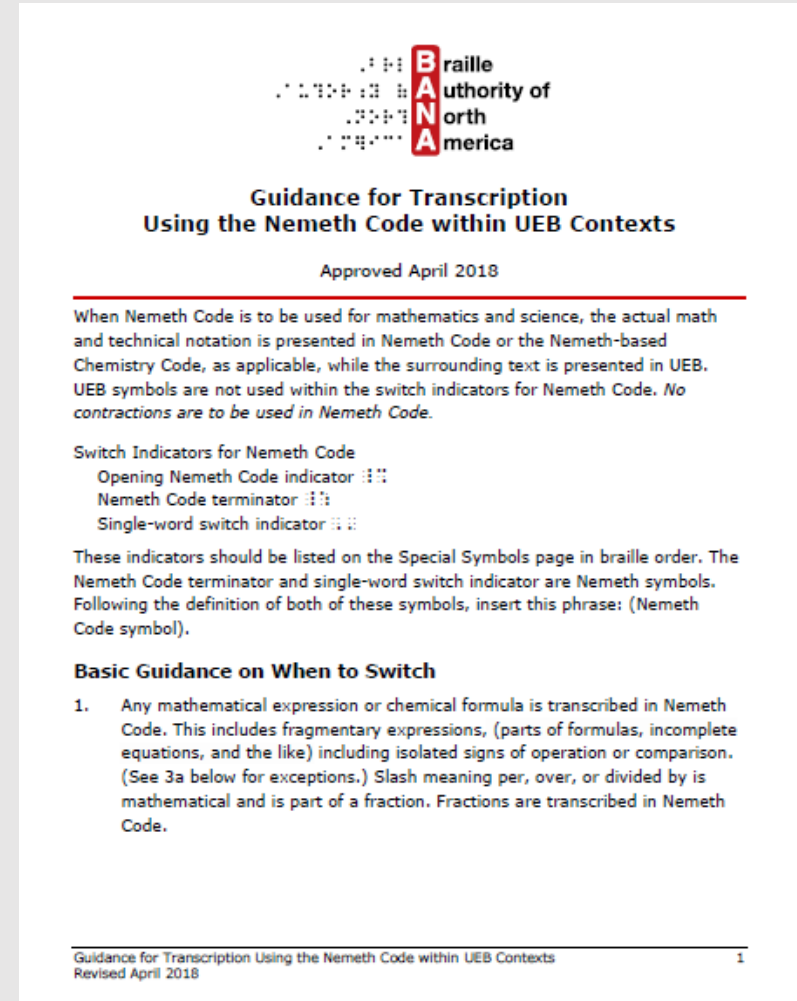 Braille
Authority of
North
America
Guidance for Transcription
Using the Nemeth Code within UEB Contexts
Approved April 2018
When Nemeth Code is to be used for mathematics and science, the actual math
and technical notation is presented in Nemeth Code or the Nemeth-based
Chemistry Code, as applicable, while the surrounding text is presented in UEB.
UEB symbols are not used within the switch indicators for Nemeth Code. No
contractions are to be used in Nemeth Code.
Switch Indicators for Nemeth Code
Opening Nemeth Code indicator ⠸⠩
Nemeth Code terminator ⠸⠱
Single-word switch indicator ⠠⠄
These indicators should be listed on the Special Symbols page in braille order. The
Nemeth Code terminator and single-word switch indicator are Nemeth symbols.
Following the definition of both of these symbols, insert this phrase: (Nemeth
Code symbol).
Basic Guidance on When to Switch
1. Any mathematical expression or chemical formula is transcribed in Nemeth
Code. This includes fragmentary expressions, (parts of formulas, incomplete
equations, and the like) including isolated signs of operation or comparison.
(See 3a below for exceptions.) Slash meaning per, over, or divided by is
mathematical and is part of a fraction. Fractions are transcribed in Nemeth
Code.
Guidance for Transcription Using the Nemeth Code within UEB Contexts 1
Revised April 2018